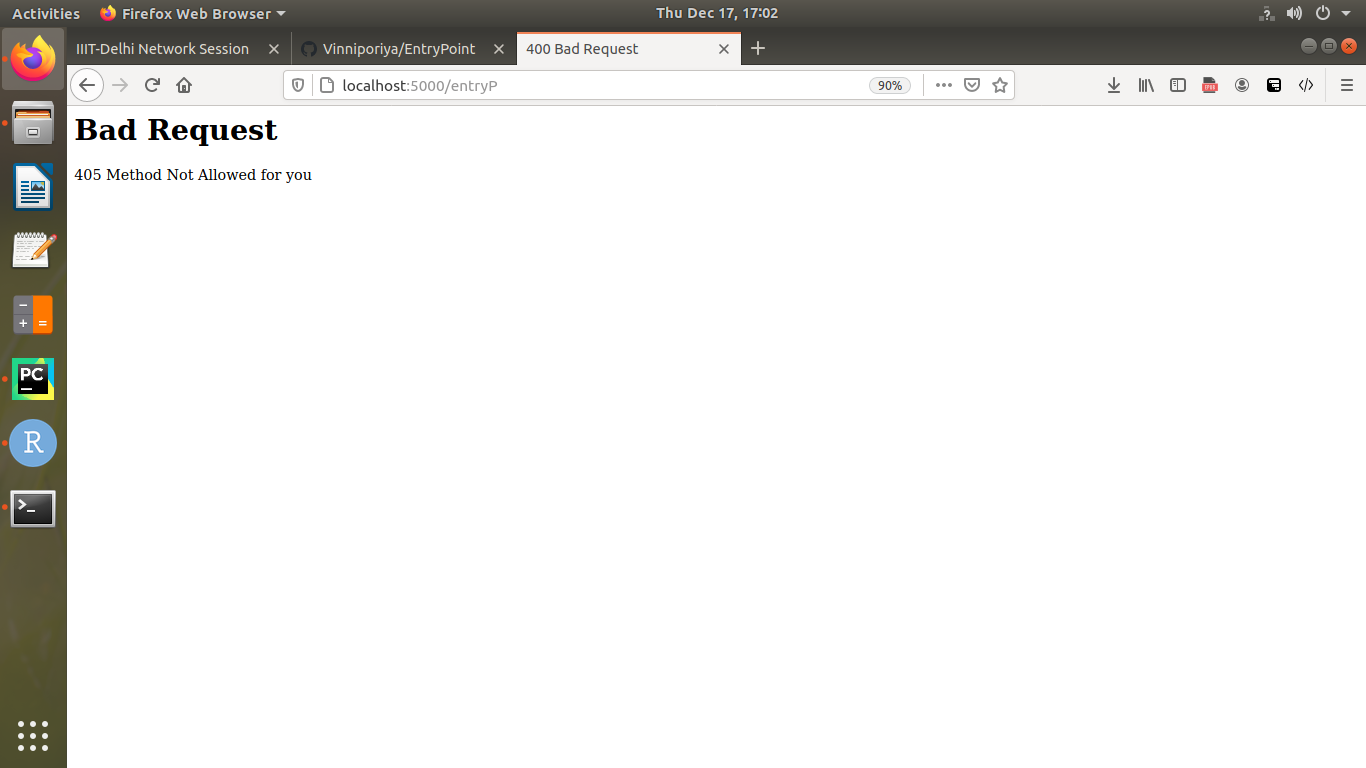 Activities
Firefox Web Browser
Thu Dec 17, 17:02
IIIT-Delhi Network Session
Vinniporiya/EntryPoint
400 Bad Request
localhost:5000/entryP
90%
Bad Request
405 Method Not Allowed for you
PC
R